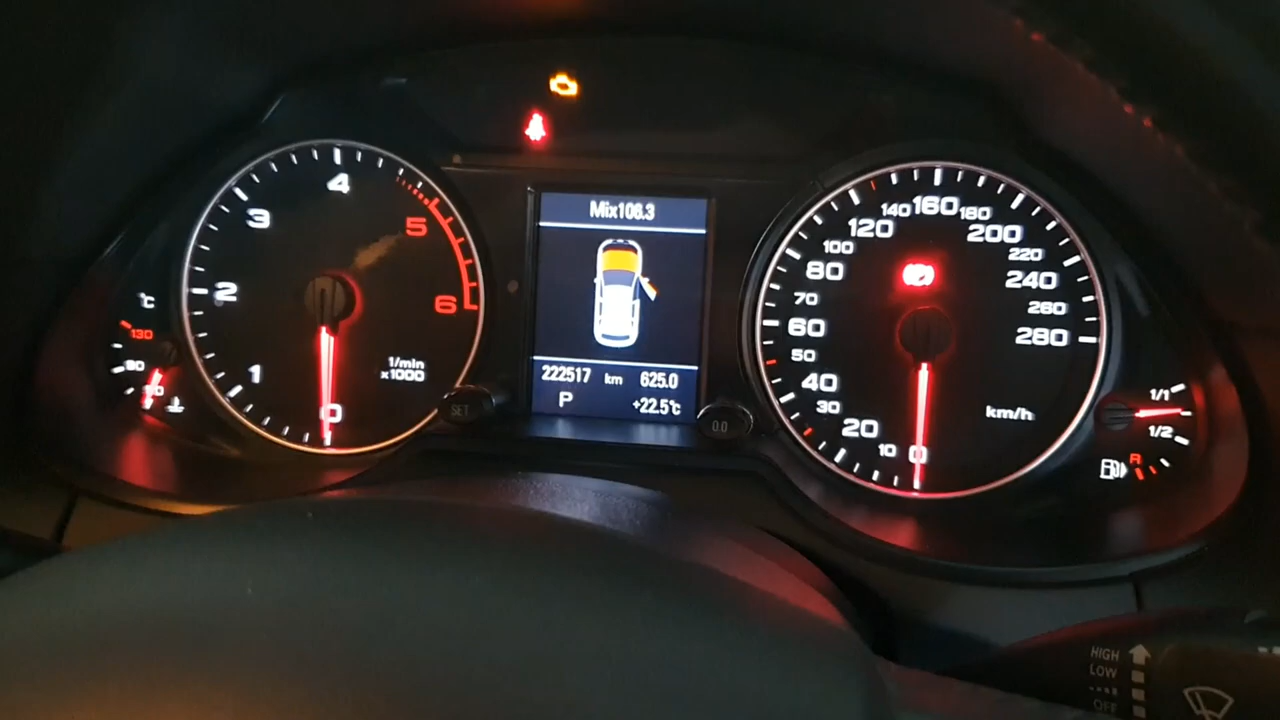 Mix106.3
222517 km 625.0
P +22.5°C
SET
0.0
0
1
2
3
4
5
6
1/min
x1000
°C
130
90
0
10
20
30
40
50
60
70
80
100
120
140
160
180
200
220
240
260
280
km/h
1/1
1/2
R
HIGH
LOW
OFF